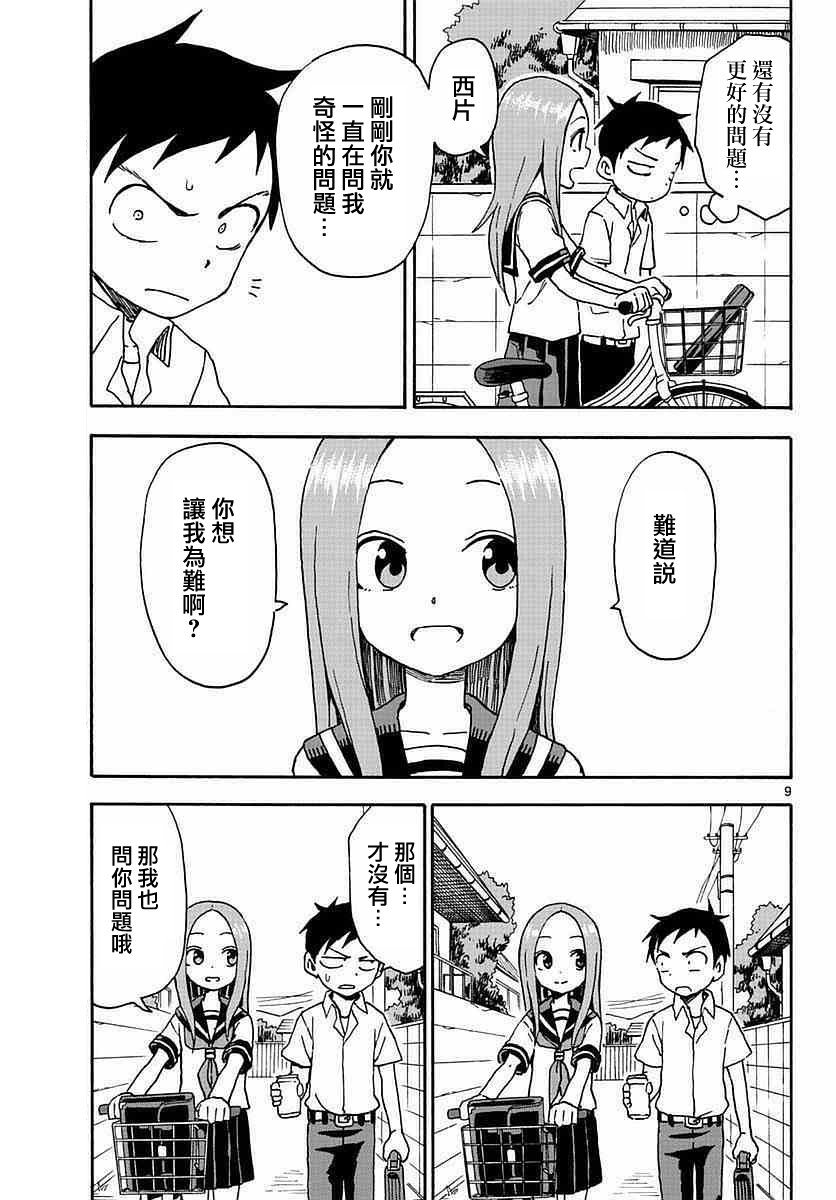 還有沒有
更好的問題…
西片
剛剛你就
一直在問我
奇怪的問題…
難道説
你想
讓我為難啊?
9
那個…
才沒有…
那我也
問你問題哦